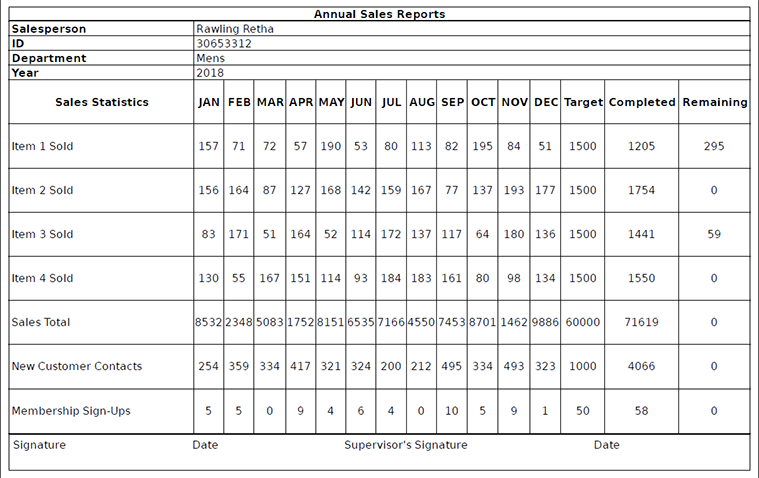 Annual Sales Reports
Salesperson Rawling Retha
ID 30653312
Department Mens
Year 2018
Sales Statistics JAN FEB MAR APR MAY JUN JUL AUG SEP OCT NOV DEC Target Completed Remaining
Item 1 Sold 157 71 72 57 190 53 80 113 82 195 84 51 1500 1205 295
Item 2 Sold 156 164 87 127 168 142 159 167 77 137 193 177 1500 1754 0
Item 3 Sold 83 171 51 164 52 114 172 137 117 64 180 136 1500 1441 59
Item 4 Sold 130 55 167 151 114 93 184 183 161 80 98 134 1500 1550 0
Sales Total 8532 2348 5083 1752 8151 6535 7166 4550 7453 8701 1462 9886 60000 71619 0
New Customer Contacts 254 359 334 417 321 324 200 212 495 334 493 323 1000 4066 0
Membership Sign-Ups 5 5 0 9 4 6 4 0 10 5 9 1 50 58 0
Signature Date Supervisor's Signature Date